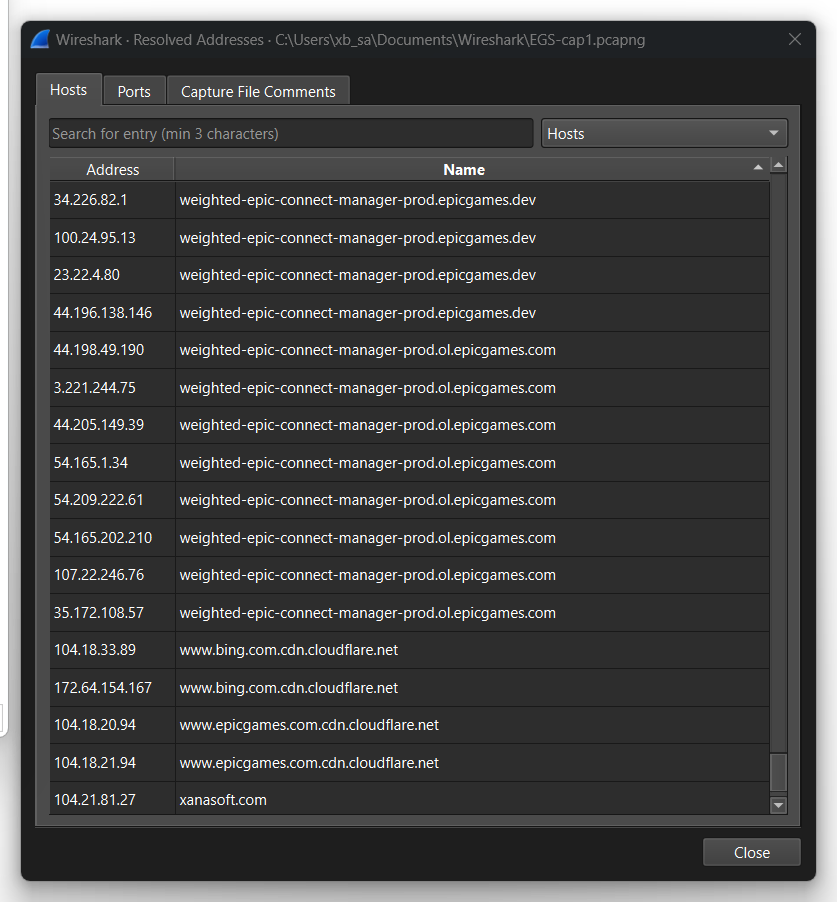 Wireshark · Resolved Addresses · C:\Users\xb_sa\Documents\Wireshark\EGS-cap1.pcapng
Hosts Ports Capture File Comments
Search for entry (min 3 characters) Hosts
Address Name
34.226.82.1 weighted-epic-connect-manager-prod.epicgames.dev
100.24.95.13 weighted-epic-connect-manager-prod.epicgames.dev
23.22.4.80 weighted-epic-connect-manager-prod.epicgames.dev
44.196.138.146 weighted-epic-connect-manager-prod.epicgames.dev
44.198.49.190 weighted-epic-connect-manager-prod.ol.epicgames.com
3.221.244.75 weighted-epic-connect-manager-prod.ol.epicgames.com
44.205.149.39 weighted-epic-connect-manager-prod.ol.epicgames.com
54.165.1.34 weighted-epic-connect-manager-prod.ol.epicgames.com
54.209.222.61 weighted-epic-connect-manager-prod.ol.epicgames.com
54.165.202.210 weighted-epic-connect-manager-prod.ol.epicgames.com
107.22.246.76 weighted-epic-connect-manager-prod.ol.epicgames.com
35.172.108.57 weighted-epic-connect-manager-prod.ol.epicgames.com
104.18.33.89 www.bing.com.cdn.cloudflare.net
172.64.154.167 www.bing.com.cdn.cloudflare.net
104.18.20.94 www.epicgames.com.cdn.cloudflare.net
104.18.21.94 www.epicgames.com.cdn.cloudflare.net
104.21.81.27 xanasoft.com
Close